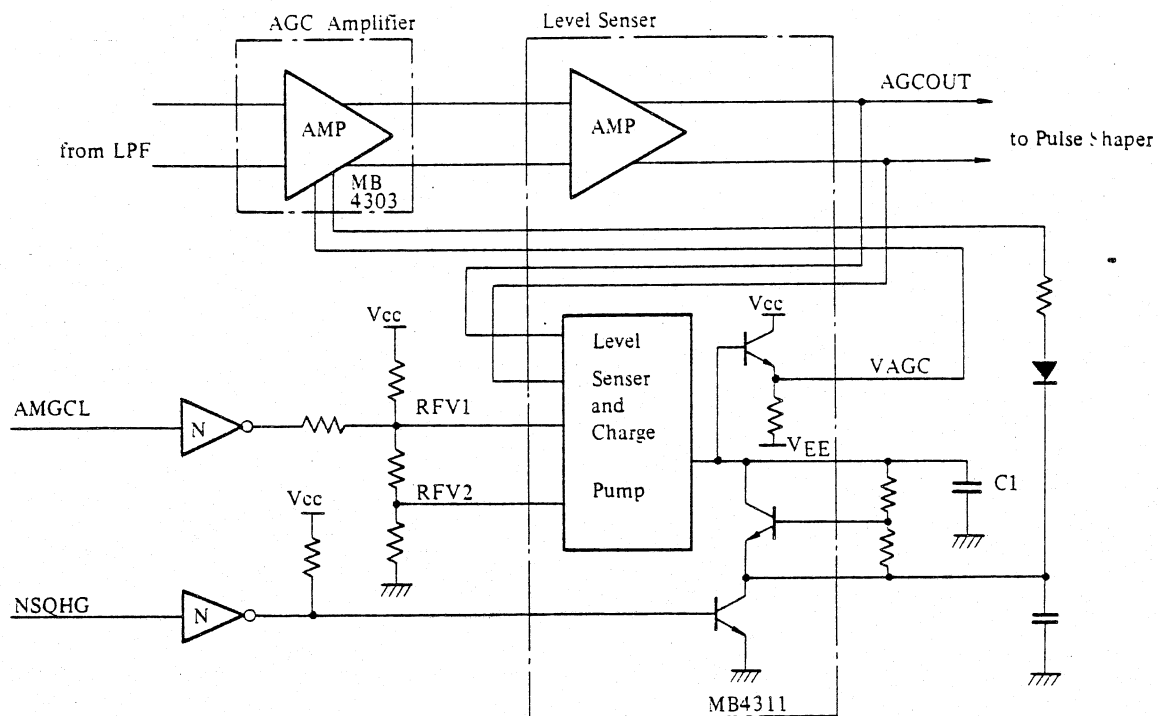 AGC Amplifier
Level Senser
AMP
AMP
AGCOUT
from LPF
to Pulse Shaper
MB
4303
Vcc
Vcc
Level
Senser
and
Charge
Pump
VAGC
AMGCL
N
RFV1
VEE
RFV2
C1
Vcc
NSQHG
N
MB4311